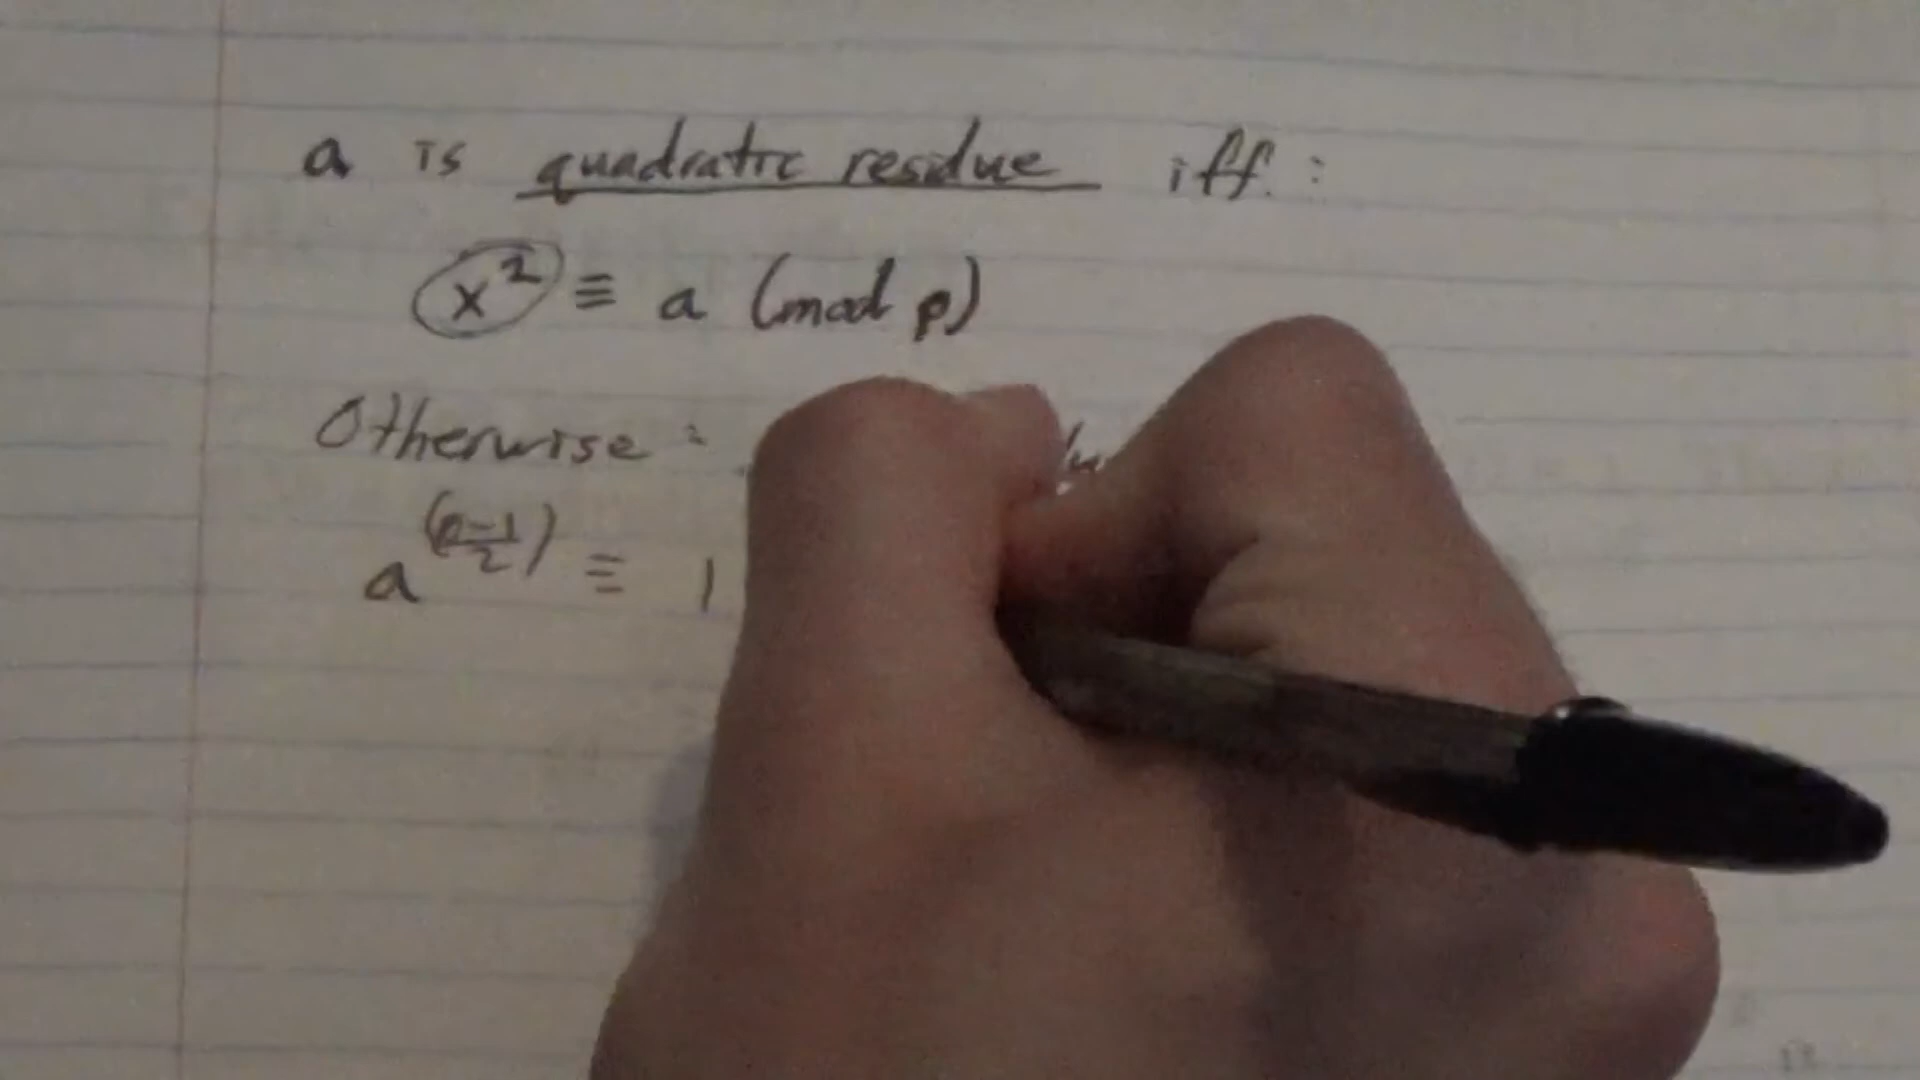 a is quadratic residue iff:
x² ≡ a (mod p)
Otherwise:
a^((p-1)/2) ≡ 1